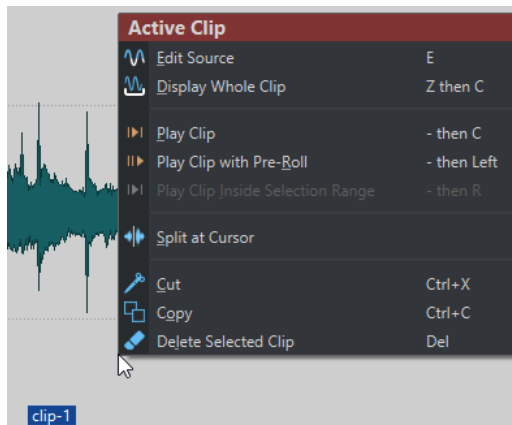 Active Clip
Edit Source E
Display Whole Clip Z then C
Play Clip - then C
Play Clip with Pre-Roll - then Left
Play Clip Inside Selection Range - then R
Split at Cursor
Cut Ctrl+X
Copy Ctrl+C
Delete Selected Clip Del
clip-1